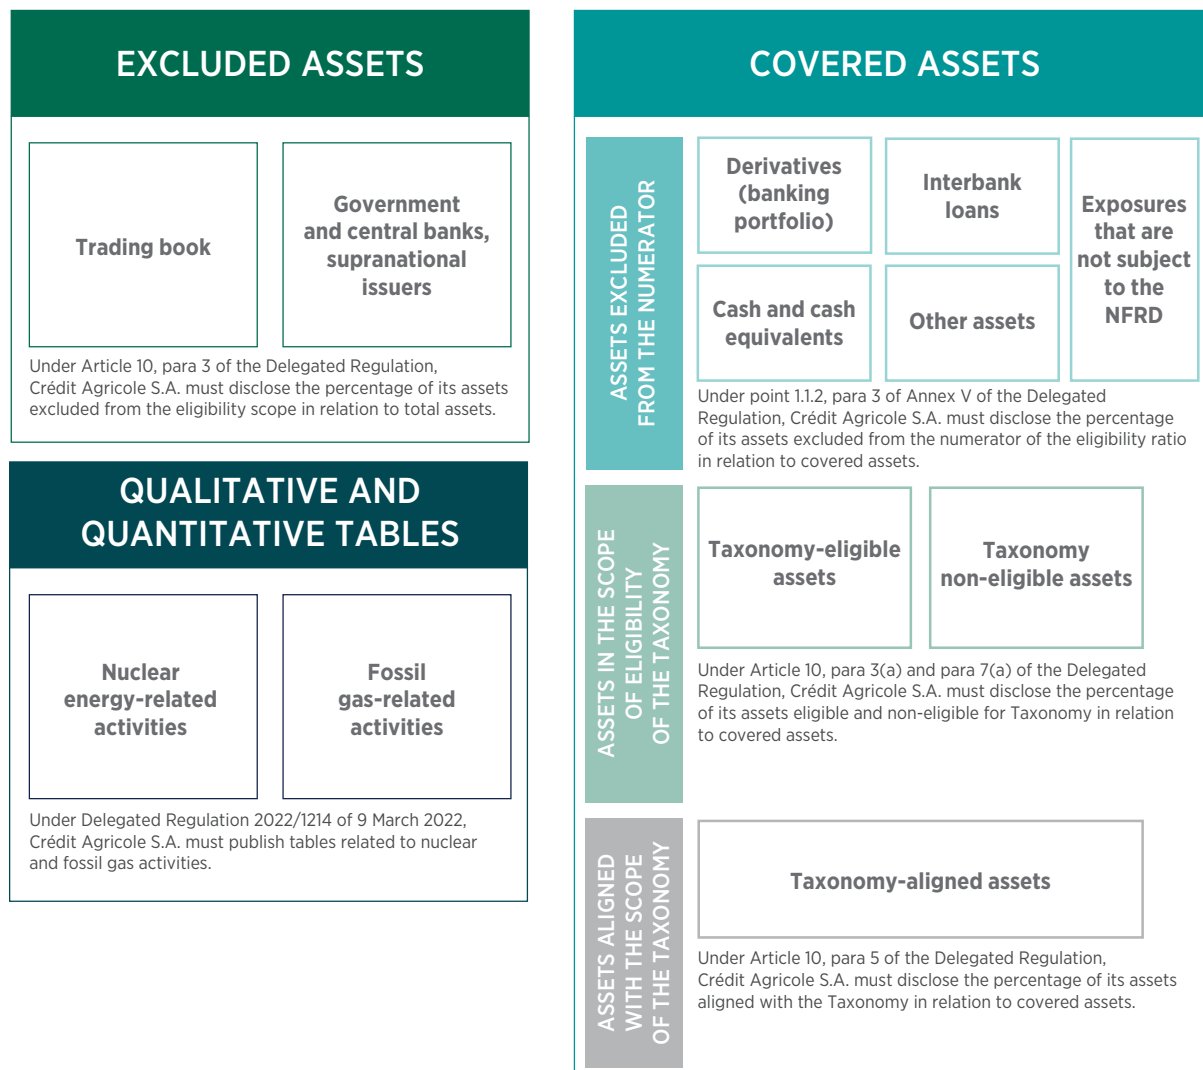 EXCLUDED ASSETS
Trading book
Government
and central banks,
supranational
issuers
Under Article 10, para 3 of the Delegated Regulation,
Crédit Agricole S.A. must disclose the percentage of its assets
excluded from the eligibility scope in relation to total assets.
QUALITATIVE AND
QUANTITATIVE TABLES
Nuclear
energy-related
activities
Fossil
gas-related
activities
Under Delegated Regulation 2022/1214 of 9 March 2022,
Crédit Agricole S.A. must publish tables related to nuclear
and fossil gas activities.
COVERED ASSETS
ASSETS EXCLUDED
FROM THE NUMERATOR
Derivatives
(banking
portfolio)
Interbank
loans
Exposures
that are
not subject
to the
NFRD
Cash and cash
equivalents
Other assets
Under point 1.1.2, para 3 of Annex V of the Delegated
Regulation, Crédit Agricole S.A. must disclose the percentage
of its assets excluded from the numerator of the eligibility ratio
in relation to covered assets.
ASSETS IN THE SCOPE
OF ELIGIBILITY
OF THE TAXONOMY
Taxonomy-eligible
assets
Taxonomy
non-eligible assets
Under Article 10, para 3(a) and para 7(a) of the Delegated
Regulation, Crédit Agricole S.A. must disclose the percentage
of its assets eligible and non-eligible for Taxonomy in relation
to covered assets.
ASSETS ALIGNED
WITH THE SCOPE
OF THE TAXONOMY
Taxonomy-aligned assets
Under Article 10, para 5 of the Delegated Regulation,
Crédit Agricole S.A. must disclose the percentage of its assets
aligned with the Taxonomy in relation to covered assets.